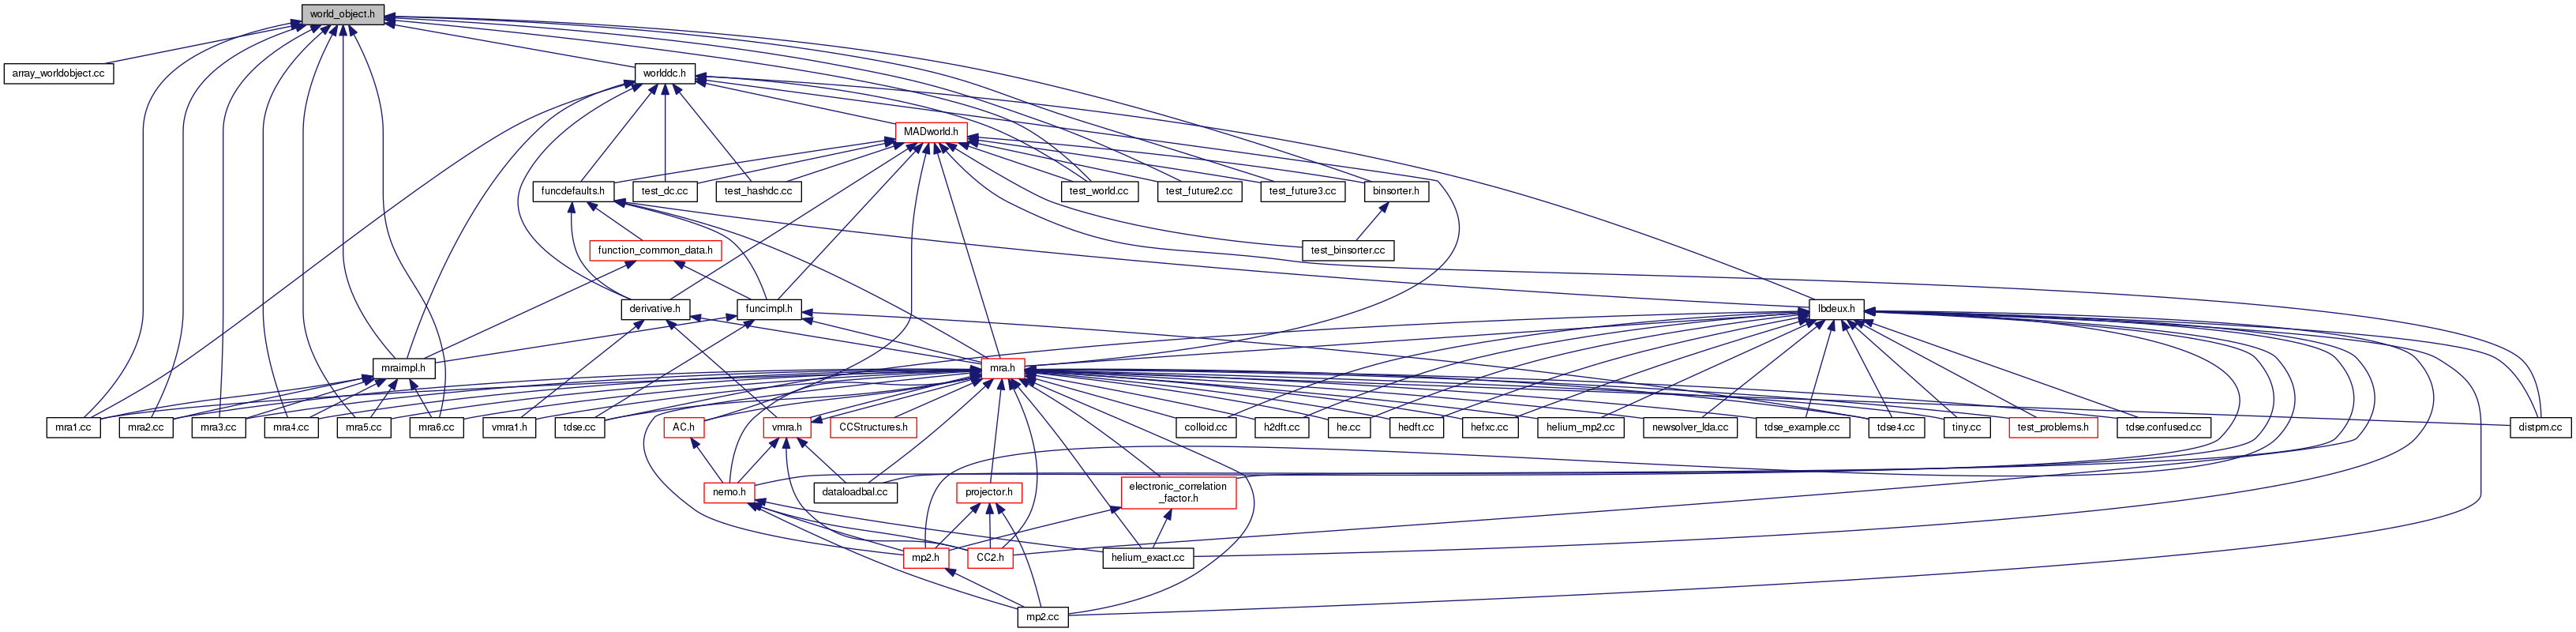 world_object.h
array_worldobject.cc
worlddc.h
MADworld.h
funcdefaults.h
test_dc.cc
test_hashdc.cc
test_world.cc
test_future2.cc
test_future3.cc
binsorter.h
function_common_data.h
test_binsorter.cc
derivative.h
funcimpl.h
lbdeux.h
mraimpl.h
mra.h
mra1.cc
mra2.cc
mra3.cc
mra4.cc
mra5.cc
mra6.cc
vmra1.h
tdse.cc
AC.h
vmra.h
CCStructures.h
colloid.cc
h2dft.cc
he.cc
hedft.cc
hefxc.cc
helium_mp2.cc
newsolver_lda.cc
tdse_example.cc
tdse4.cc
tiny.cc
test_problems.h
tdse.confused.cc
distpm.cc
nemo.h
dataloadbal.cc
projector.h
electronic_correlation
_factor.h
mp2.h
CC2.h
helium_exact.cc
mp2.cc